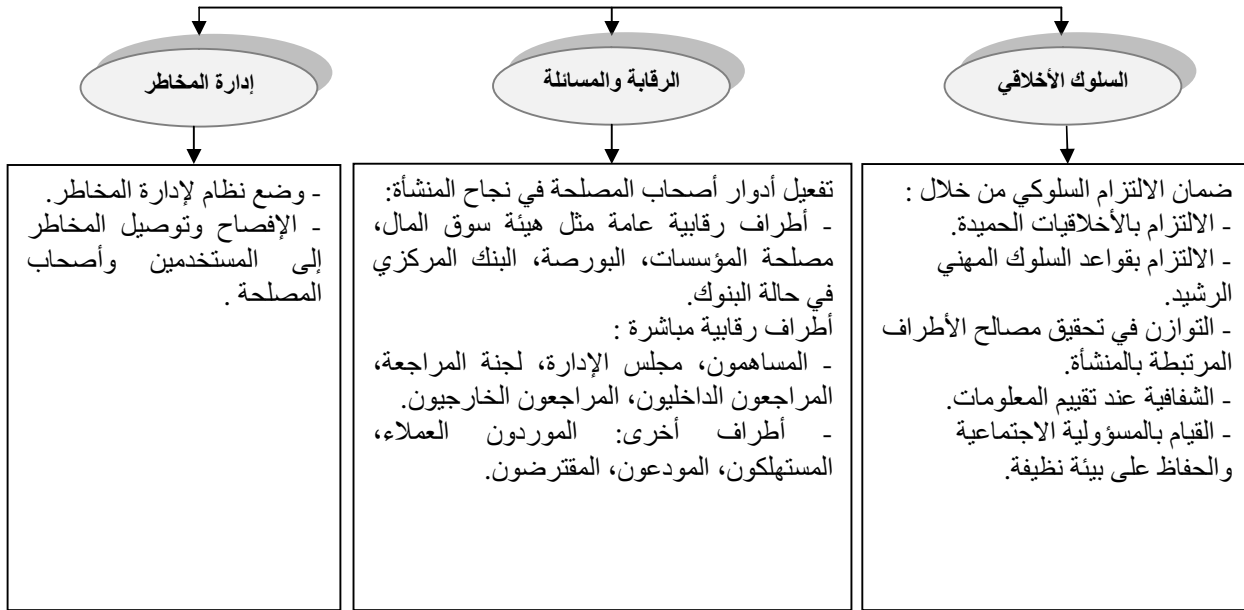 السلوك الأخلاقي
الرقابة والمسائلة
إدارة المخاطر
ضمان الالتزام السلوكي من خلال :
- الالتزام بالأخلاقيات الحميدة.
- الالتزام بقواعد السلوك المهني
الرشيد.
- التوازن في تحقيق مصالح الأطراف
المرتبطة بالمنشأة.
- الشفافية عند تقييم المعلومات.
- القيام بالمسؤولية الاجتماعية
والحفاظ على بيئة نظيفة.
تفعيل أدوار أصحاب المصلحة في نجاح المنشأة:
- أطراف رقابية عامة مثل هيئة سوق المال،
مصلحة المؤسسات، البورصة، البنك المركزي
في حالة البنوك.
أطراف رقابية مباشرة :
- المساهمون، مجلس الإدارة، لجنة المراجعة،
المراجعون الداخليون، المراجعون الخارجيون.
- أطراف أخرى: الموردون العملاء،
المستهلكون، المودعون، المقترضون.
- وضع نظام لإدارة المخاطر.
- الإفصاح وتوصيل المخاطر
إلى المستخدمين وأصحاب
المصلحة .